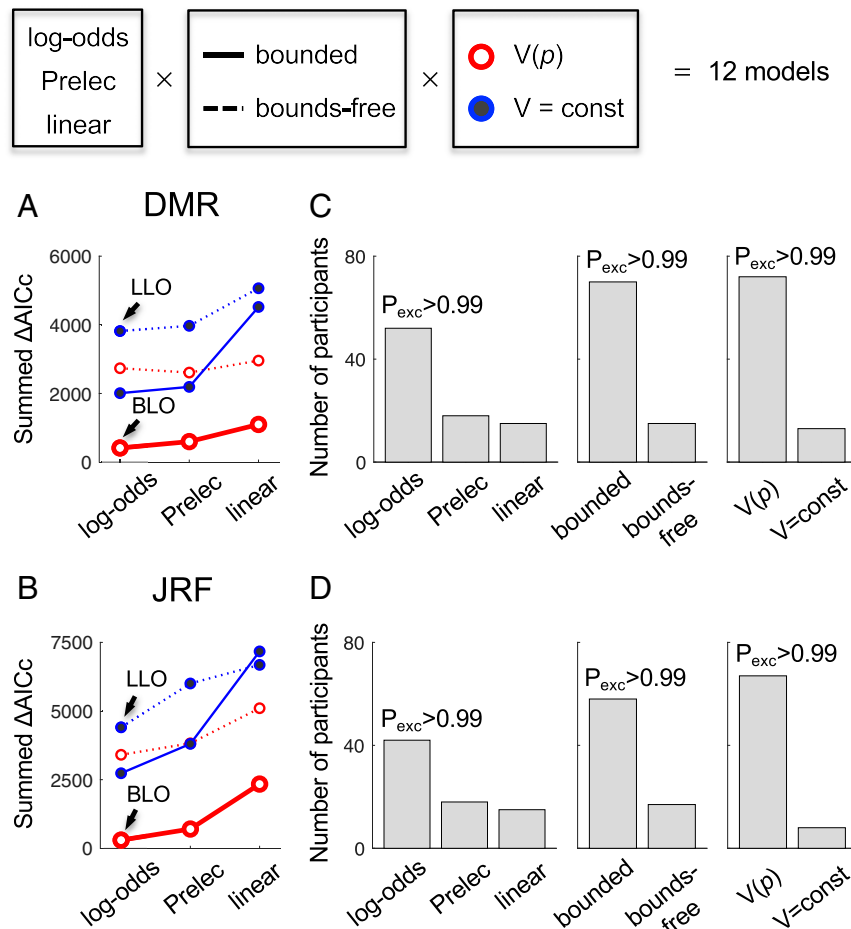 log-odds
Prelec
linear
×
bounded
bounds-free
×
V(p)
V = const
= 12 models
A
DMR
Summed ΔAICc
6000
4000
2000
0
LLO
BLO
log-odds
Prelec
linear
C
Number of participants
80
40
0
Pexc>0.99
Pexc>0.99
Pexc>0.99
log-odds
Prelec
linear
bounded
bounds-
free
V(p)
V=const
B
JRF
Summed ΔAICc
7500
5000
2500
0
LLO
BLO
log-odds
Prelec
linear
D
Number of participants
80
40
0
Pexc>0.99
Pexc>0.99
Pexc>0.99
log-odds
Prelec
linear
bounded
bounds-
free
V(p)
V=const